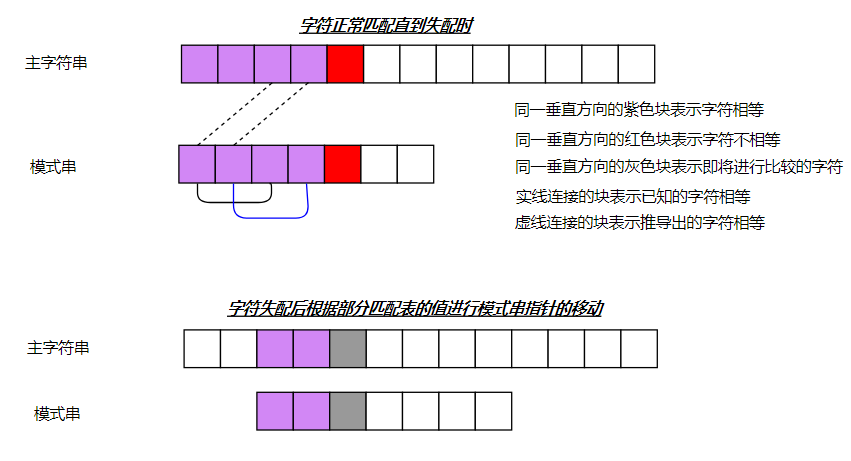 字符正常匹配直到失配时
主字符串
同一垂直方向的紫色块表示字符相等
同一垂直方向的红色块表示字符不相等
模式串
同一垂直方向的灰色块表示即将进行比较的字符
实线连接的块表示已知的字符相等
虚线连接的块表示推导出的字符相等
字符失配后根据部分匹配表的值进行模式串指针的移动
主字符串
模式串